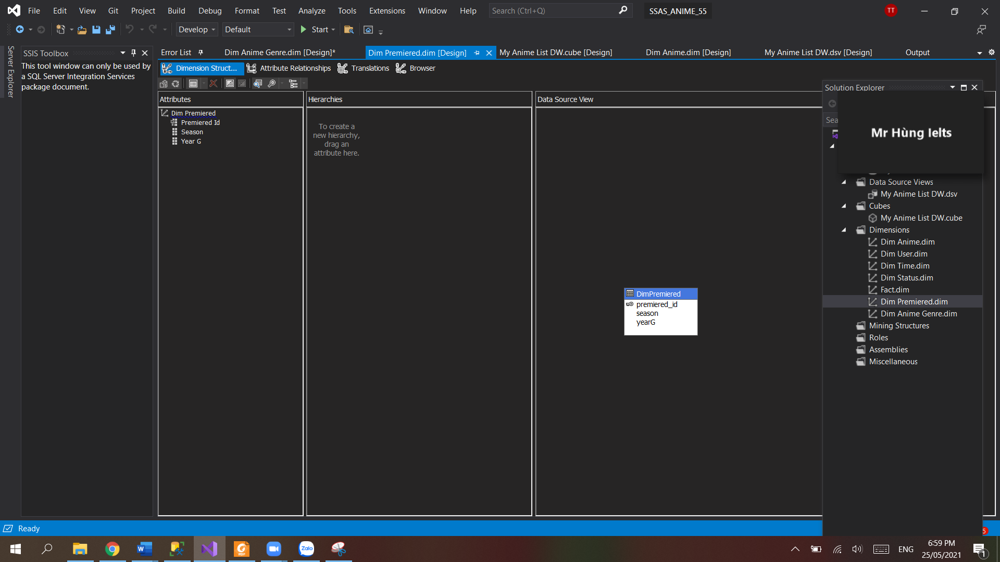 File Edit View Git Project Build Debug Format Test Analyze Tools Extensions Window Help Search (Ctrl+Q) SSAS_ANIME_55 TT
Develop Default Start
Server Explorer
SSIS Toolbox
This tool window can only be used by
a SQL Server Integration Services
package document.
Error List Dim Anime Genre.dim [Design]* Dim Premiered.dim [Design] My Anime List DW.cube [Design] Dim Anime.dim [Design] My Anime List DW.dsv [Design] Output
Dimension Struct... Attribute Relationships Translations Browser
Attributes
Dim Premiered
Premiered Id
Season
Year G
Hierarchies
To create a
new hierarchy,
drag an
attribute here.
Data Source View
DimPremiered
premiered_id
season
yearG
Solution Explorer
Sea
Mr Hùng Ielts
Data Source Views
My Anime List DW.dsv
Cubes
My Anime List DW.cube
Dimensions
Dim Anime.dim
Dim User.dim
Dim Time.dim
Dim Status.dim
Fact.dim
Dim Premiered.dim
Dim Anime Genre.dim
Mining Structures
Roles
Assemblies
Miscellaneous
Ready
5
W PDF Zalo ENG
6:59 PM
25/05/2021
1